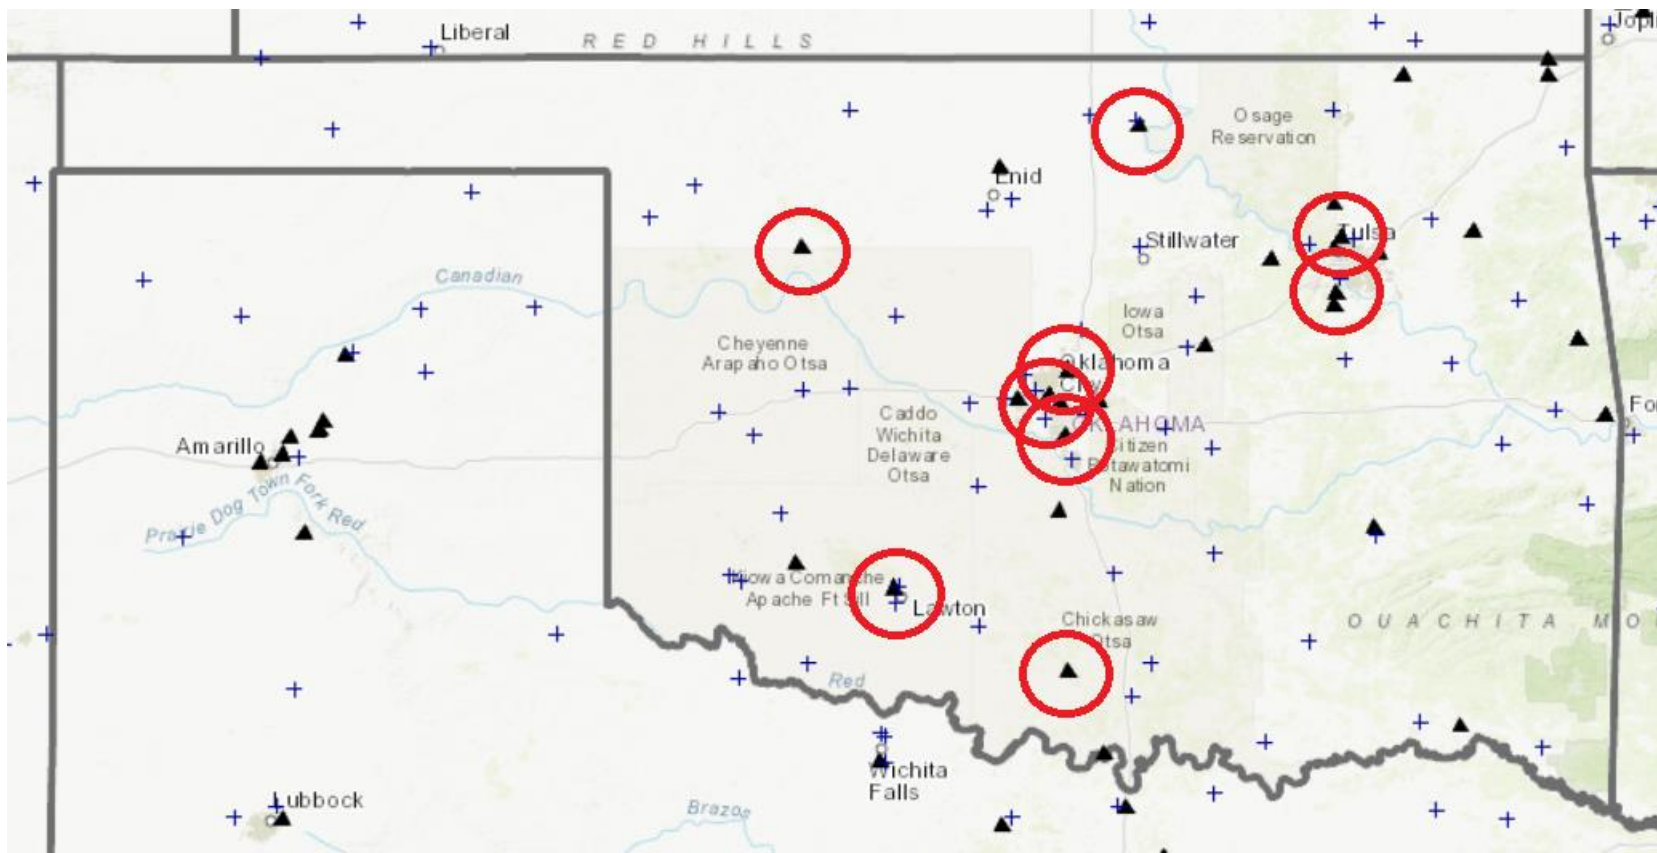 Liberal
RED HILLS
Jopli
Osage
Reservation
Enid
Stillwater
Tulsa
Canadian
Iowa
Otsa
Cheyenne
Arapaho Otsa
Oklahoma
City
Caddo
Wichita
Delaware
Otsa
OKLAHOMA
Citizen
Potawatomi
Nation
For
Amarillo
Prairie Dog Town Fork Red
Kiowa Comanche
Apache Ft Sill
Lawton
Chickasaw
Otsa
OUACHITA MO
Red
Wichita
Falls
Lubbock
Brazos